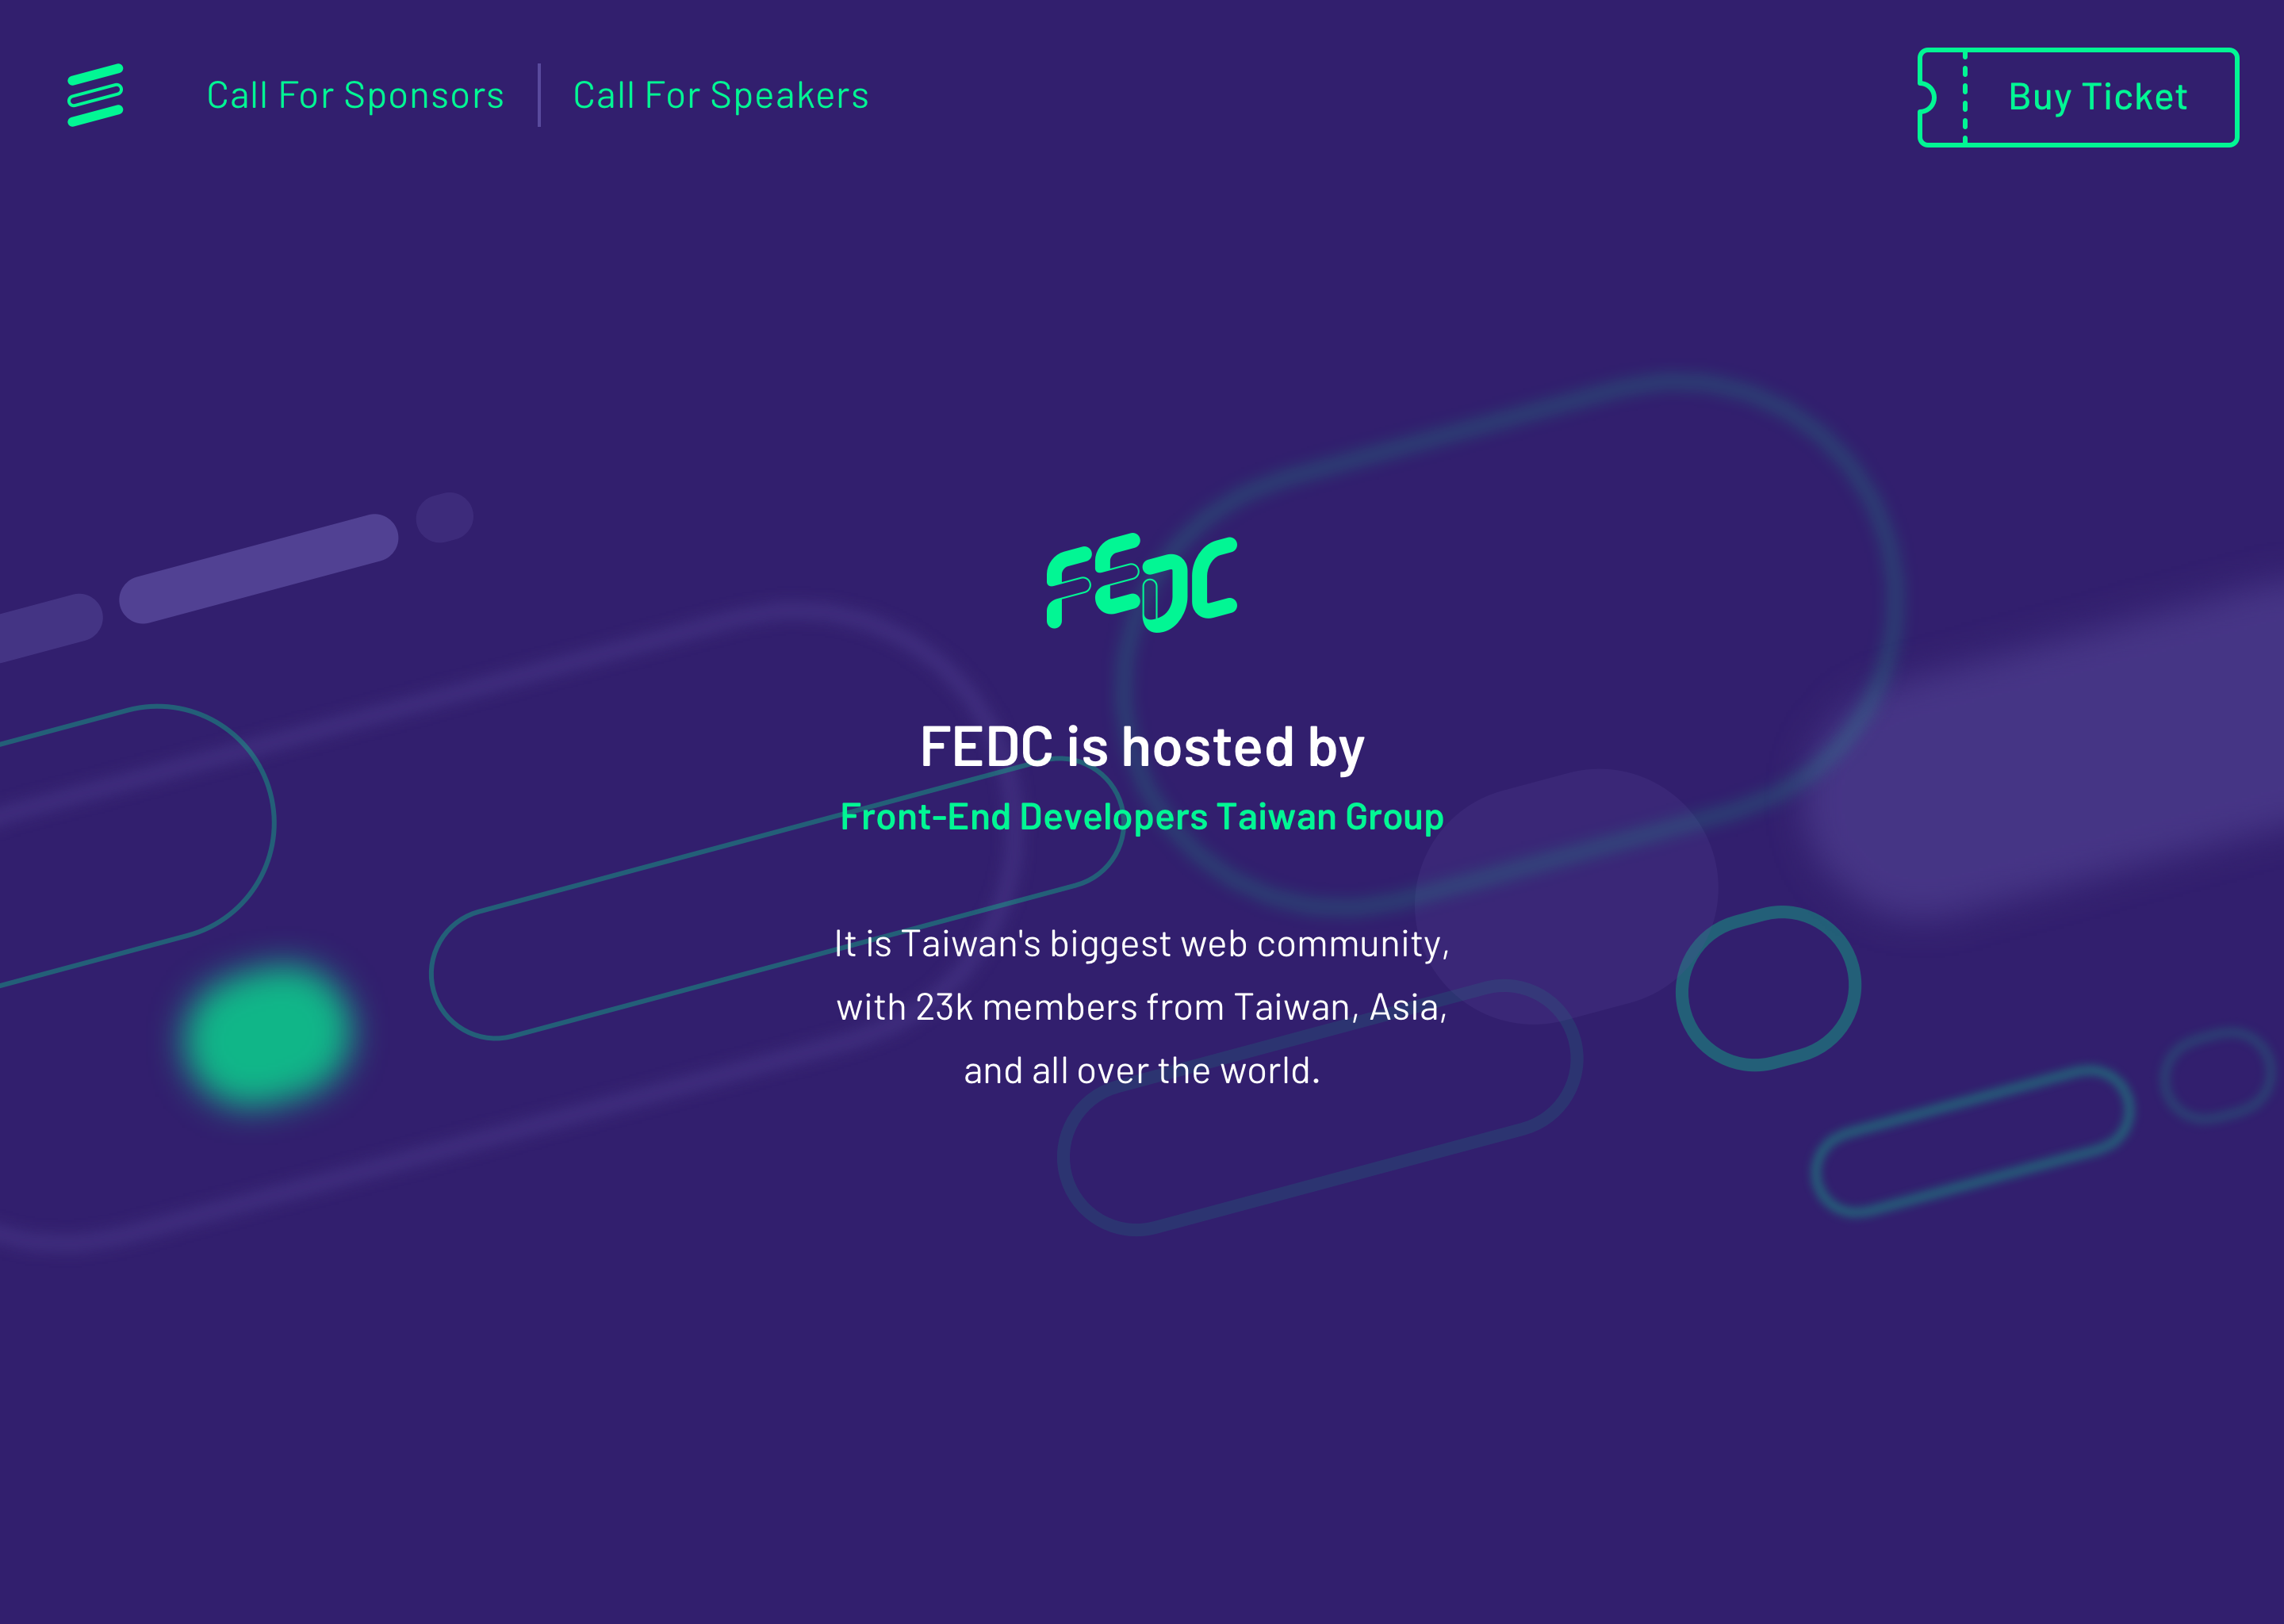 Call For Sponsors
Call For Speakers
Buy Ticket
FEDC
FEDC is hosted by
Front-End Developers Taiwan Group
It is Taiwan's biggest web community,
with 23k members from Taiwan, Asia,
and all over the world.